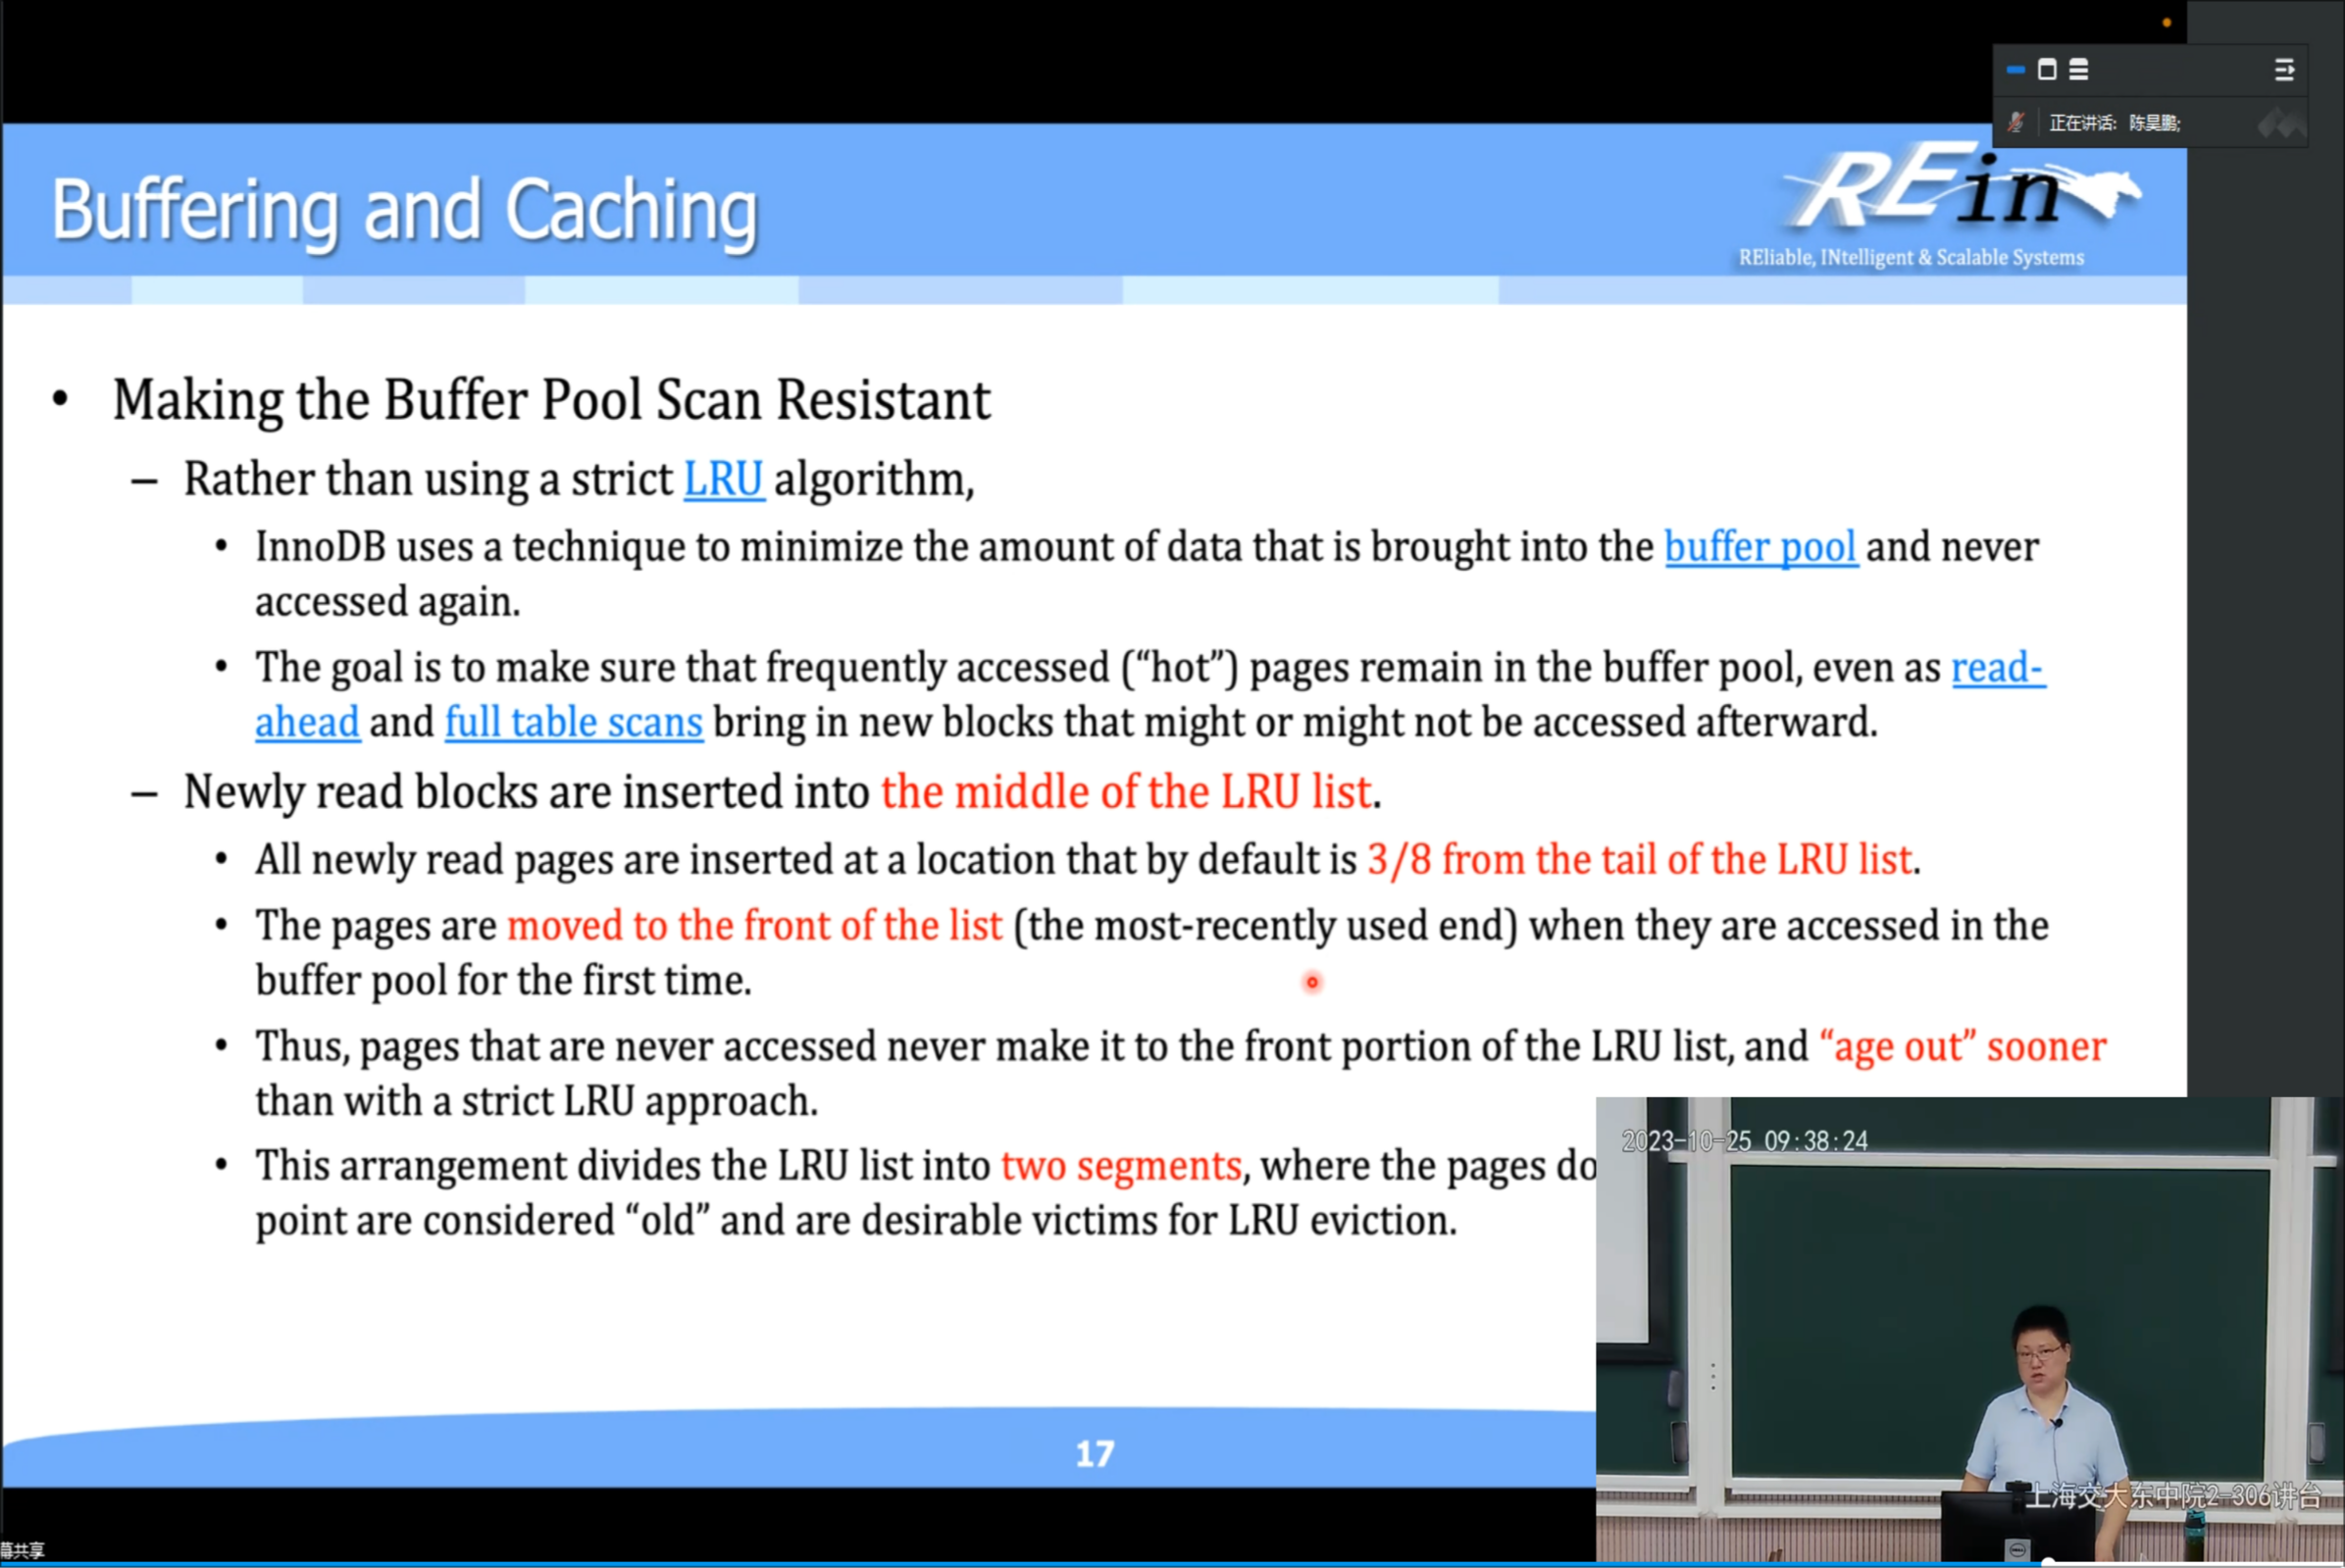 正在讲话: 陈昊鹏;
Buffering and Caching
REin
REliable, INtelligent & Scalable Systems
• Making the Buffer Pool Scan Resistant
– Rather than using a strict LRU algorithm,
• InnoDB uses a technique to minimize the amount of data that is brought into the buffer pool and never
accessed again.
• The goal is to make sure that frequently accessed (“hot”) pages remain in the buffer pool, even as read-
ahead and full table scans bring in new blocks that might or might not be accessed afterward.
– Newly read blocks are inserted into the middle of the LRU list.
• All newly read pages are inserted at a location that by default is 3/8 from the tail of the LRU list.
• The pages are moved to the front of the list (the most-recently used end) when they are accessed in the
buffer pool for the first time.
• Thus, pages that are never accessed never make it to the front portion of the LRU list, and “age out” sooner
than with a strict LRU approach.
• This arrangement divides the LRU list into two segments, where the pages do
point are considered “old” and are desirable victims for LRU eviction.
2023-10-25 09:38:24
17
上海交大东中院2-306讲台
幕共享